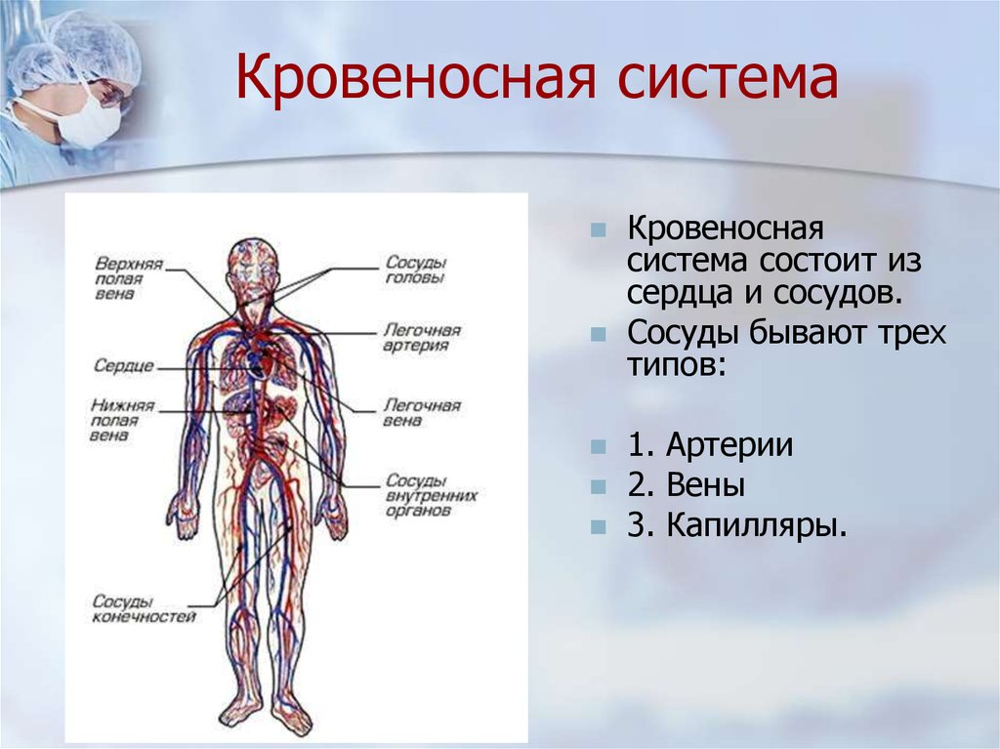 Кровеносная система
Верхняя
полая
вена
Сердце
Нижняя
полая
вена
Сосуды
конечностей
Сосуды
головы
Легочная
артерия
Легочная
вена
Сосуды
внутренних
органов
Кровеносная
система состоит из
сердца и сосудов.
Сосуды бывают трех
типов:
1. Артерии
2. Вены
3. Капилляры.